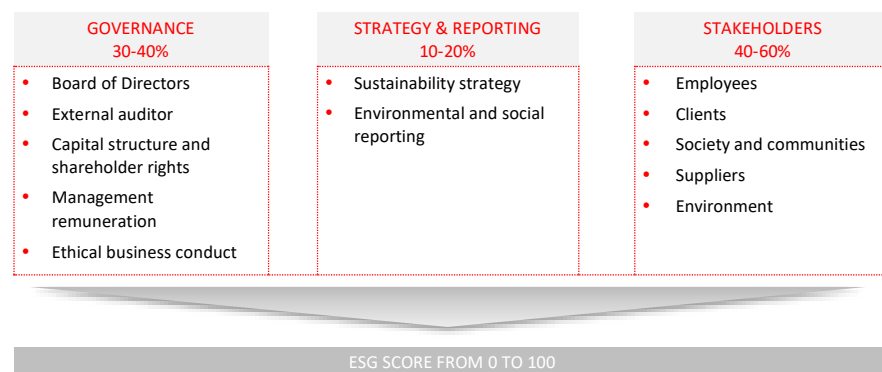 GOVERNANCE
30-40%
• Board of Directors
• External auditor
• Capital structure and
shareholder rights
• Management
remuneration
• Ethical business conduct
STRATEGY & REPORTING
10-20%
• Sustainability strategy
• Environmental and social
reporting
STAKEHOLDERS
40-60%
• Employees
• Clients
• Society and communities
• Suppliers
• Environment
ESG SCORE FROM 0 TO 100